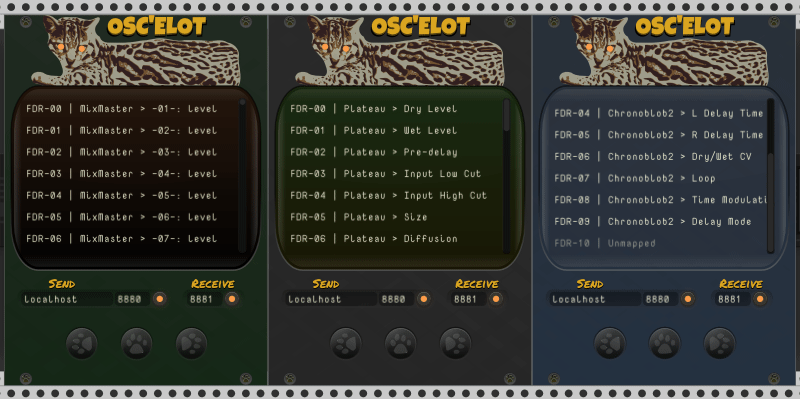 OSC'ELOT
FDR-00 | MixMaster > -01-: Level
FDR-01 | MixMaster > -02-: Level
FDR-02 | MixMaster > -03-: Level
FDR-03 | MixMaster > -04-: Level
FDR-04 | MixMaster > -05-: Level
FDR-05 | MixMaster > -06-: Level
FDR-06 | MixMaster > -07-: Level
Send
Receive
Localhost 8880
8881
OSC'ELOT
FDR-00 | Plateau > Dry Level
FDR-01 | Plateau > Wet Level
FDR-02 | Plateau > Pre-delay
FDR-03 | Plateau > Input Low Cut
FDR-04 | Plateau > Input High Cut
FDR-05 | Plateau > Size
FDR-06 | Plateau > Diffusion
Send
Receive
Localhost 8880
8881
OSC'ELOT
FDR-04 | Chronoblob2 > L Delay Time
FDR-05 | Chronoblob2 > R Delay Time
FDR-06 | Chronoblob2 > Dry/Wet CV
FDR-07 | Chronoblob2 > Loop
FDR-08 | Chronoblob2 > Time Modulati
FDR-09 | Chronoblob2 > Delay Mode
FDR-10 | Unmapped
Send
Receive
Localhost 8880
8881